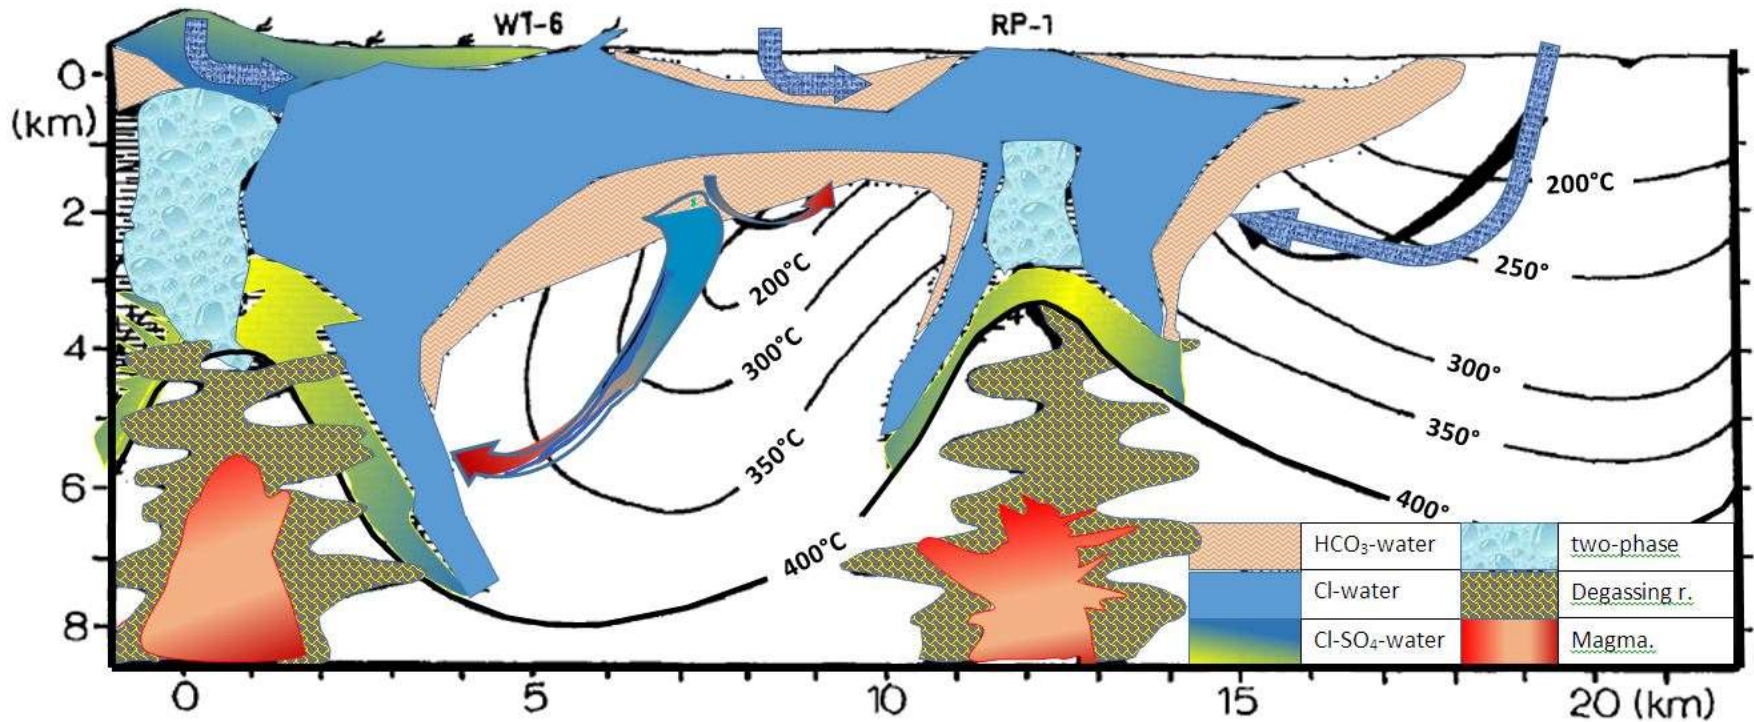 WT-6
RP-1
0
(km)
2
4
6
8
200°C
300°C
350°C
400°C
200°C
250°
300°
350°
400°
HCO₃-water
two-phase
Cl-water
Degassing r.
Cl-SO₄-water
Magma.
0
5
10
15
20 (km)